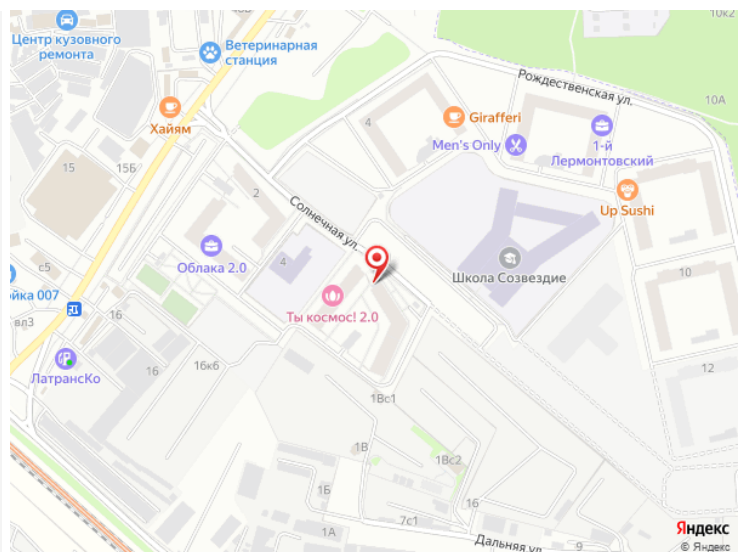 10к2
Центр кузовного
ремонта
Ветеринарная
станция
Рождественская ул.
10А
Хайям
4
Girafferi
Men's Only
1-й
Лермонтовский
15Б
15
2
Up Sushi
Солнечная ул.
Облака 2.0
4
Школа Созвездие
с5
10
Ты космос! 2.0
вл3
16
ЛатрансКо
16
16к6
12
1Вс1
1В
1Вс2
1Б
16
1А
7с1
Дальняя ул.
9
Яндекс
© Яндекс